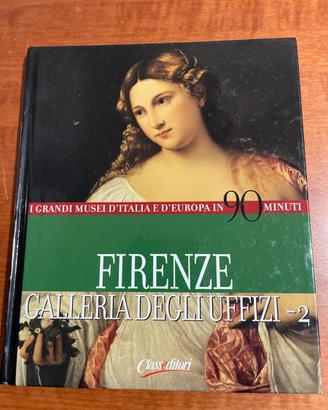 I GRANDI MUSEI D'ITALIA E D'EUROPA IN 90 MINUTI
FIRENZE
GALLERIA DEGLI UFFIZI -2
Class editori